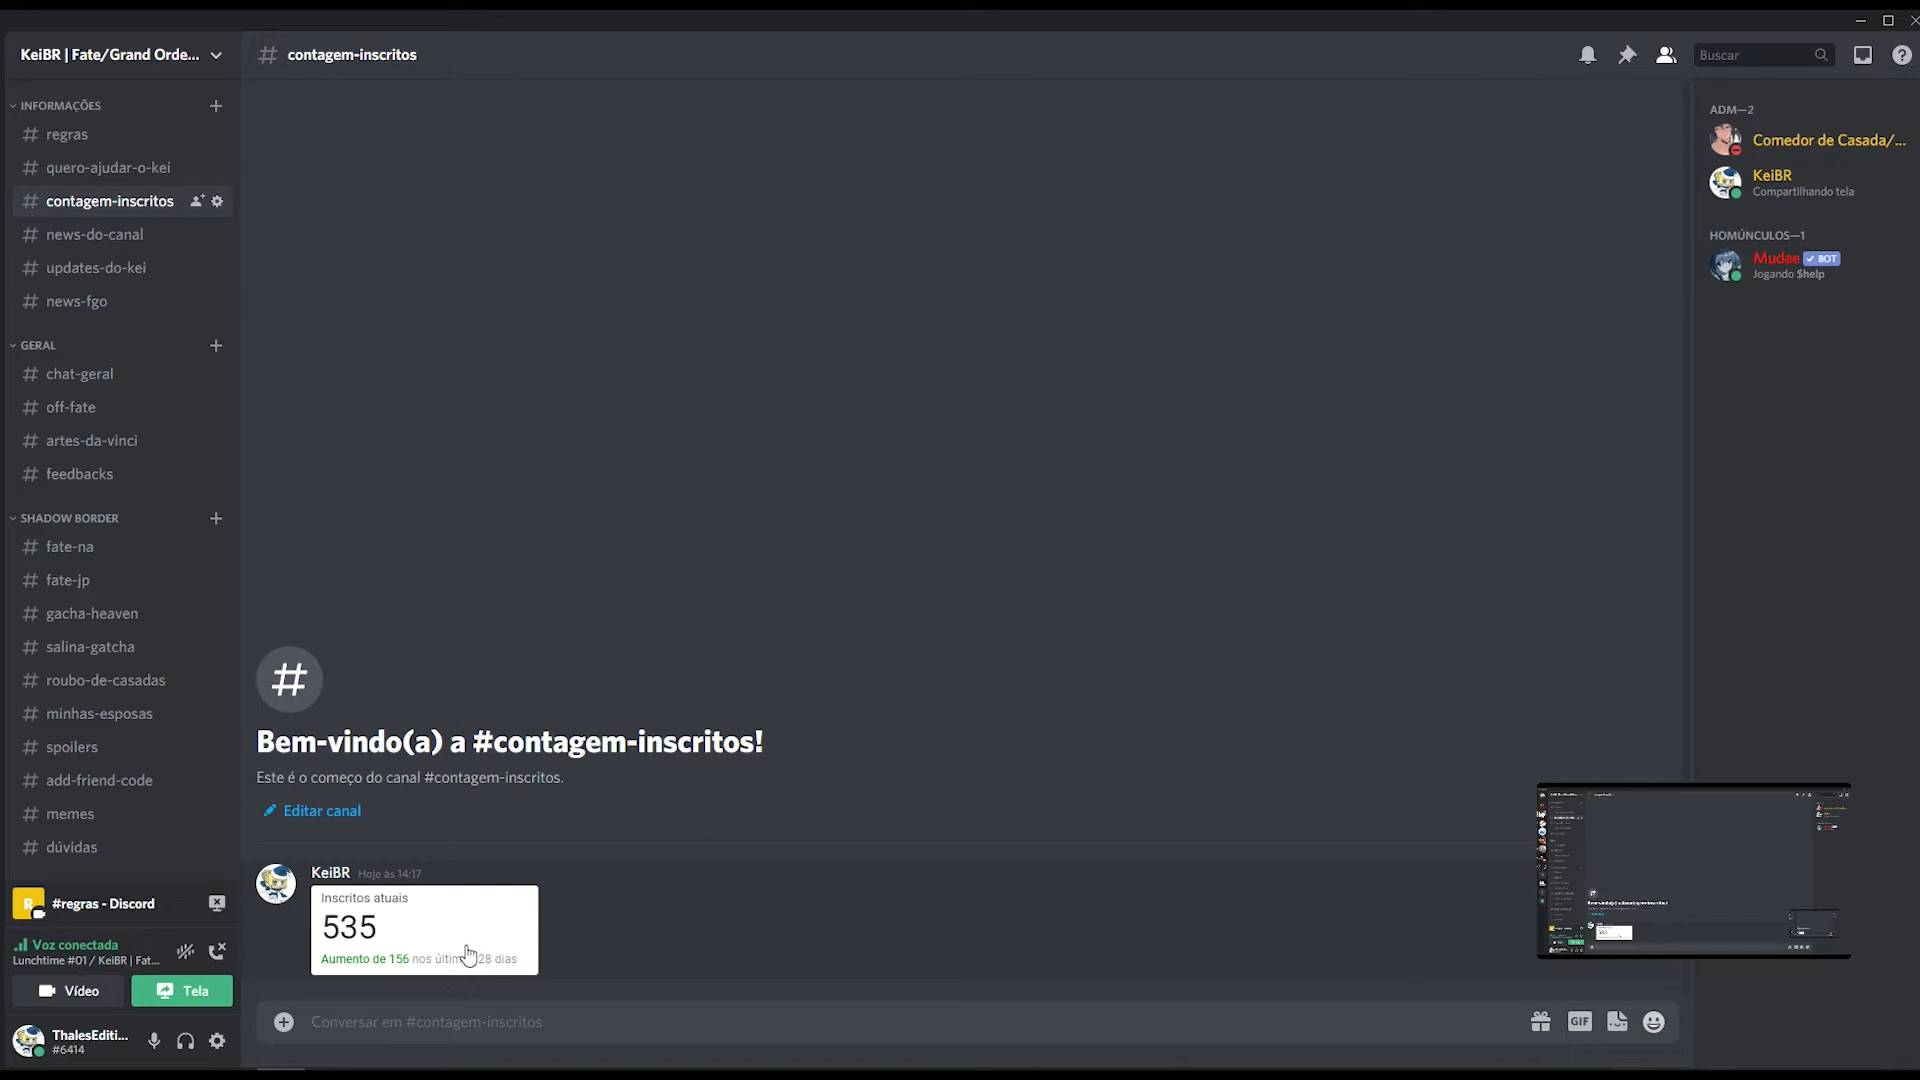 KeiBR | Fate/Grand Orde...
contagem-inscritos
Buscar
INFORMAÇÕES
regras
quero-ajudar-o-kei
contagem-inscritos
news-do-canal
updates-do-kei
news-fgo
GERAL
chat-geral
off-fate
artes-da-vinci
feedbacks
SHADOW BORDER
fate-na
fate-jp
gacha-heaven
salina-gatcha
roubo-de-casadas
minhas-esposas
spoilers
add-friend-code
memes
dúvidas
R #regras - Discord
Voz conectada
Lunchtime #01 / KeiBR | Fat...
Vídeo
Tela
ThalesEditi...
#6414
#
Bem-vindo(a) a #contagem-inscritos!
Este é o começo do canal #contagem-inscritos.
Editar canal
KeiBR Hoje às 14:17
Inscritos atuais
535
Aumento de 156 nos últim 28 dias
Conversar em #contagem-inscritos
GIF
ADM—2
Comedor de Casada/...
KeiBR
Compartilhando tela
HOMÚNCULOS—1
Mudae ✓ BOT
Jogando $help